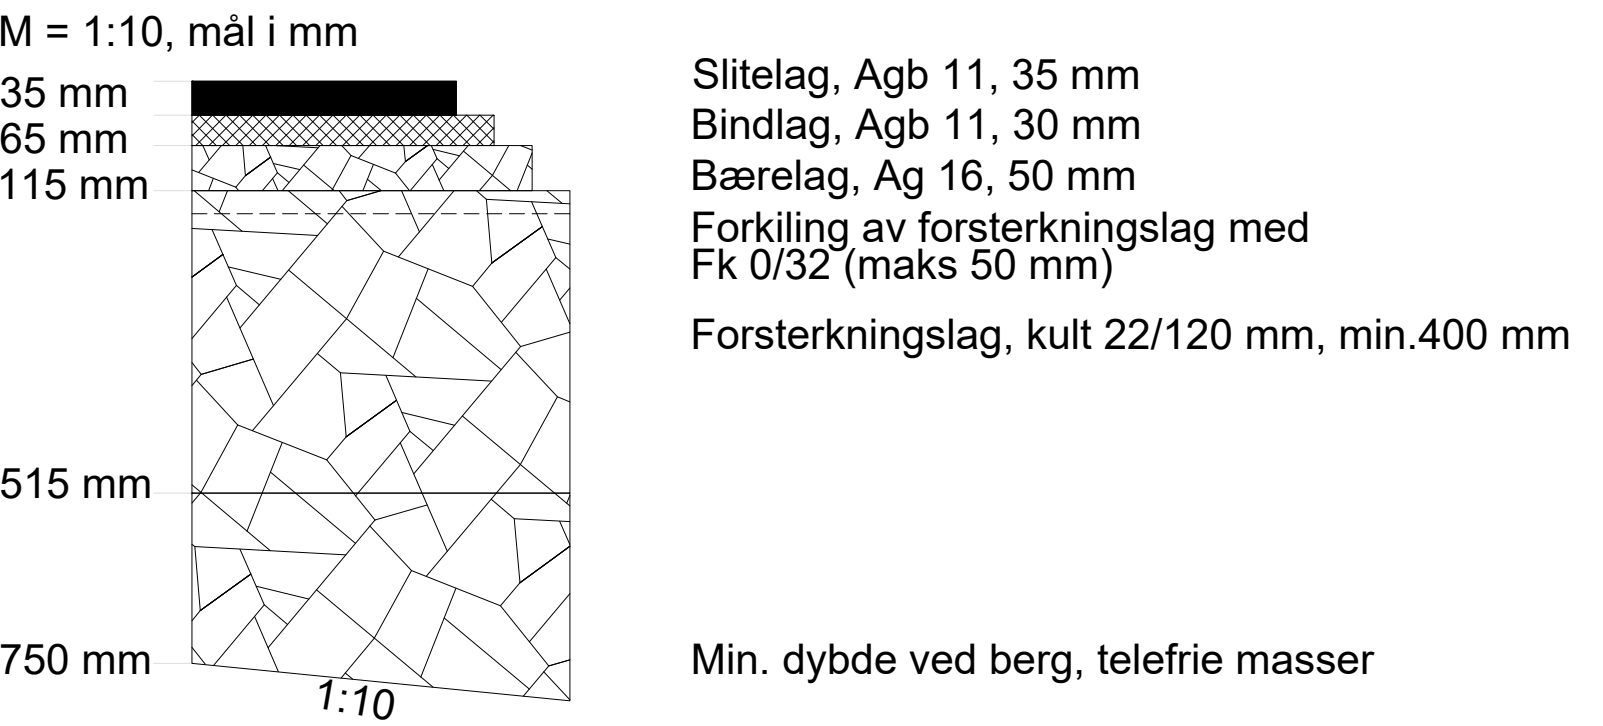 M = 1:10, mål i mm
35 mm
65 mm
115 mm
515 mm
750 mm
1:10
Slitelag, Agb 11, 35 mm
Bindlag, Agb 11, 30 mm
Bærelag, Ag 16, 50 mm
Forkiling av forsterkningslag med
Fk 0/32 (maks 50 mm)
Forsterkningslag, kult 22/120 mm, min.400 mm
Min. dybde ved berg, telefrie masser